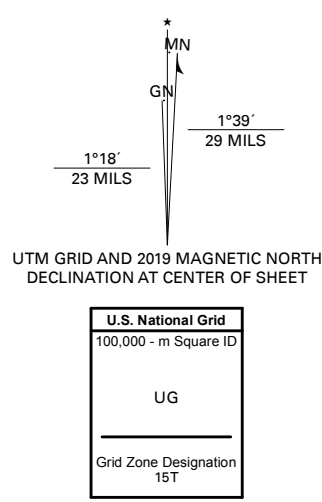 ★
MN
GN
1°39´
29 MILS
1°18´
23 MILS
UTM GRID AND 2019 MAGNETIC NORTH
DECLINATION AT CENTER OF SHEET
U.S. National Grid
100,000 - m Square ID
UG
Grid Zone Designation
15T